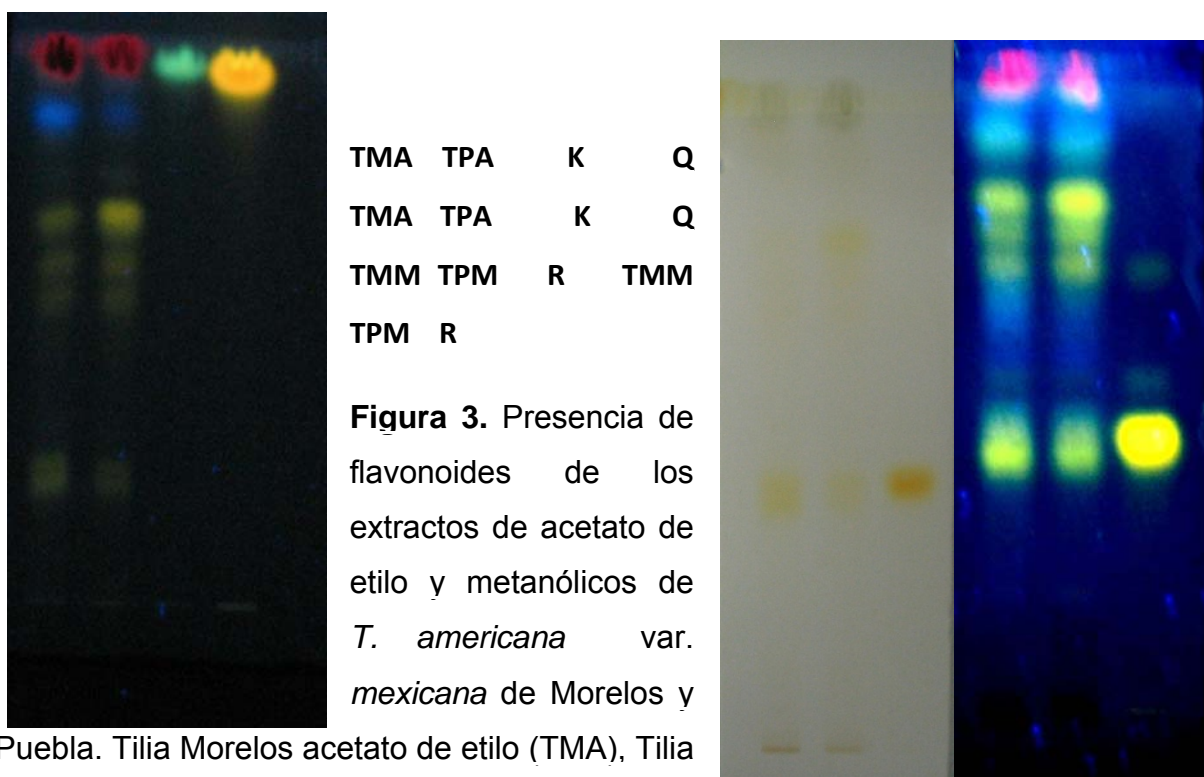 TMA TPA K Q
TMA TPA K Q
TMM TPM R TMM
TPM R
Figura 3. Presencia de
flavonoides de los
extractos de acetato de
etilo y metanólicos de
T. americana var.
mexicana de Morelos y
Puebla. Tilia Morelos acetato de etilo (TMA), Tilia